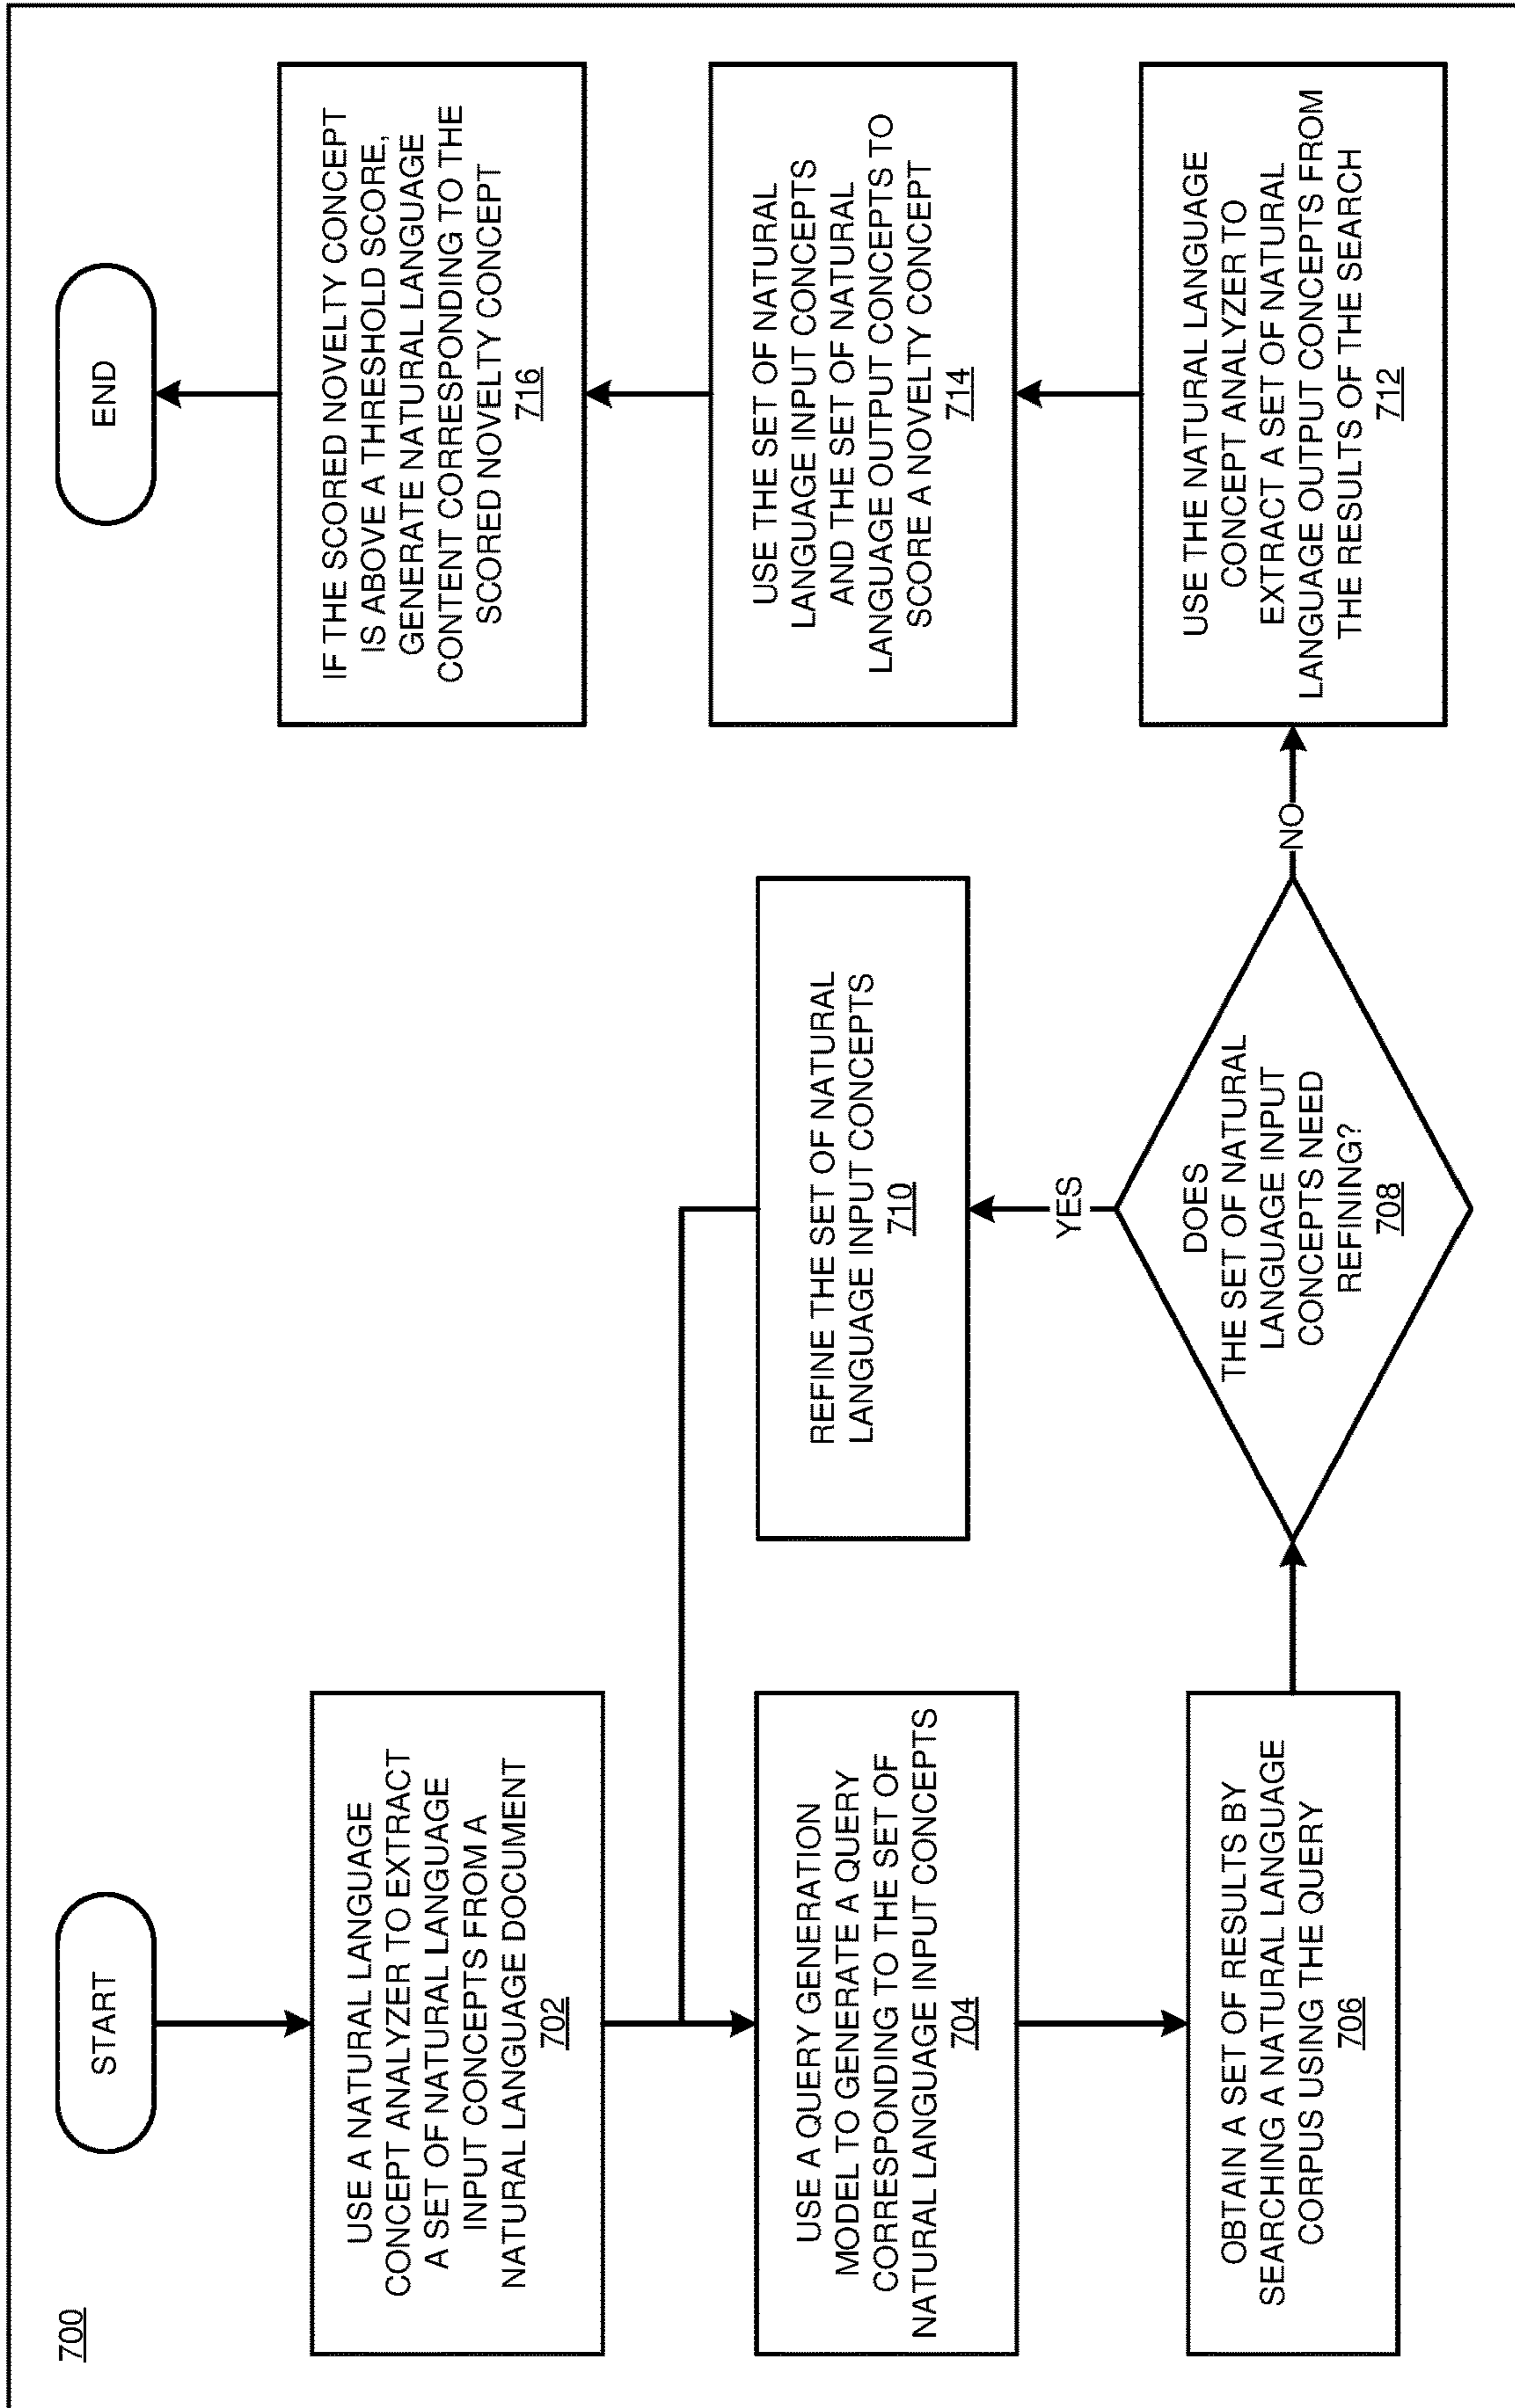 700
START
USE A NATURAL LANGUAGE
CONCEPT ANALYZER TO EXTRACT
A SET OF NATURAL LANGUAGE
INPUT CONCEPTS FROM A
NATURAL LANGUAGE DOCUMENT
702
USE A QUERY GENERATION
MODEL TO GENERATE A QUERY
CORRESPONDING TO THE SET OF
NATURAL LANGUAGE INPUT CONCEPTS
704
OBTAIN A SET OF RESULTS BY
SEARCHING A NATURAL LANGUAGE
CORPUS USING THE QUERY
706
DOES
THE SET OF NATURAL
LANGUAGE INPUT
CONCEPTS NEED
REFINING?
708
YES
REFINE THE SET OF NATURAL
LANGUAGE INPUT CONCEPTS
710
NO
USE THE NATURAL LANGUAGE
CONCEPT ANALYZER TO
EXTRACT A SET OF NATURAL
LANGUAGE OUTPUT CONCEPTS FROM
THE RESULTS OF THE SEARCH
712
USE THE SET OF NATURAL
LANGUAGE INPUT CONCEPTS
AND THE SET OF NATURAL
LANGUAGE OUTPUT CONCEPTS TO
SCORE A NOVELTY CONCEPT
714
IF THE SCORED NOVELTY CONCEPT
IS ABOVE A THRESHOLD SCORE,
GENERATE NATURAL LANGUAGE
CONTENT CORRESPONDING TO THE
SCORED NOVELTY CONCEPT
716
END